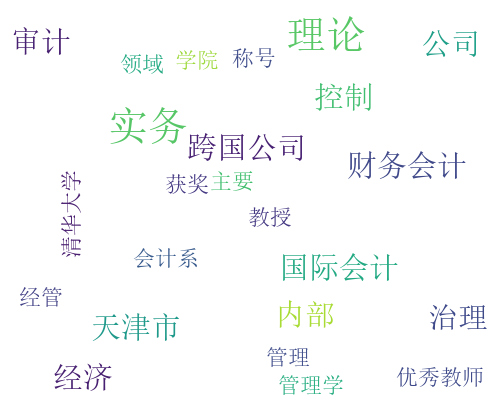 审计
理论
公司
领域
学院
称号
控制
实务
跨国公司
财务会计
获奖
主要
清华大学
教授
会计系
国际会计
经管
天津市
内部
治理
管理
经济
管理学
优秀教师